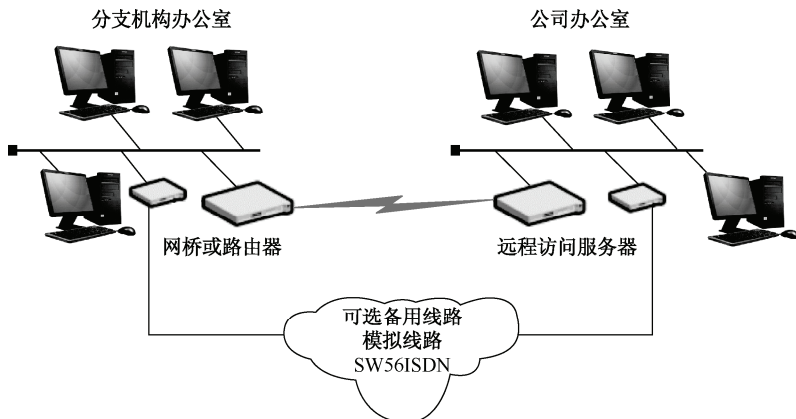 分支机构办公室
公司办公室
网桥或路由器
远程访问服务器
可选备用线路
模拟线路
SW56ISDN